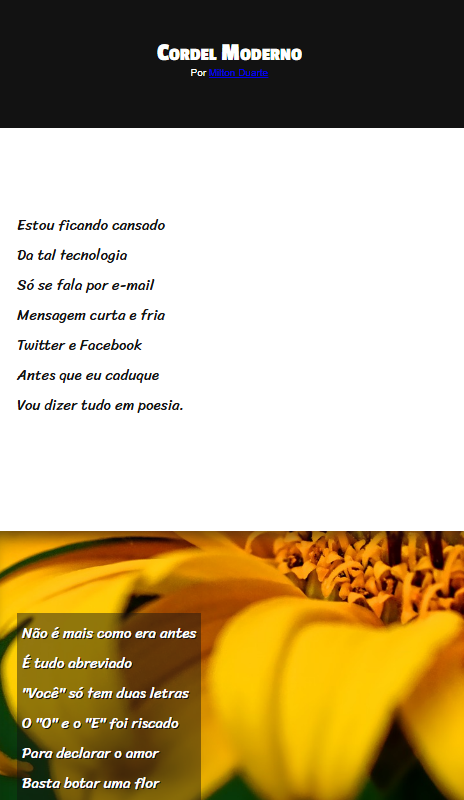 Cordel Moderno
Por Milton Duarte
Estou ficando cansado
Da tal tecnologia
Só se fala por e-mail
Mensagem curta e fria
Twitter e Facebook
Antes que eu caduque
Vou dizer tudo em poesia.
Não é mais como era antes
É tudo abreviado
"Você" só tem duas letras
O "O" e o "E" foi riscado
Para declarar o amor
Basta botar uma flor